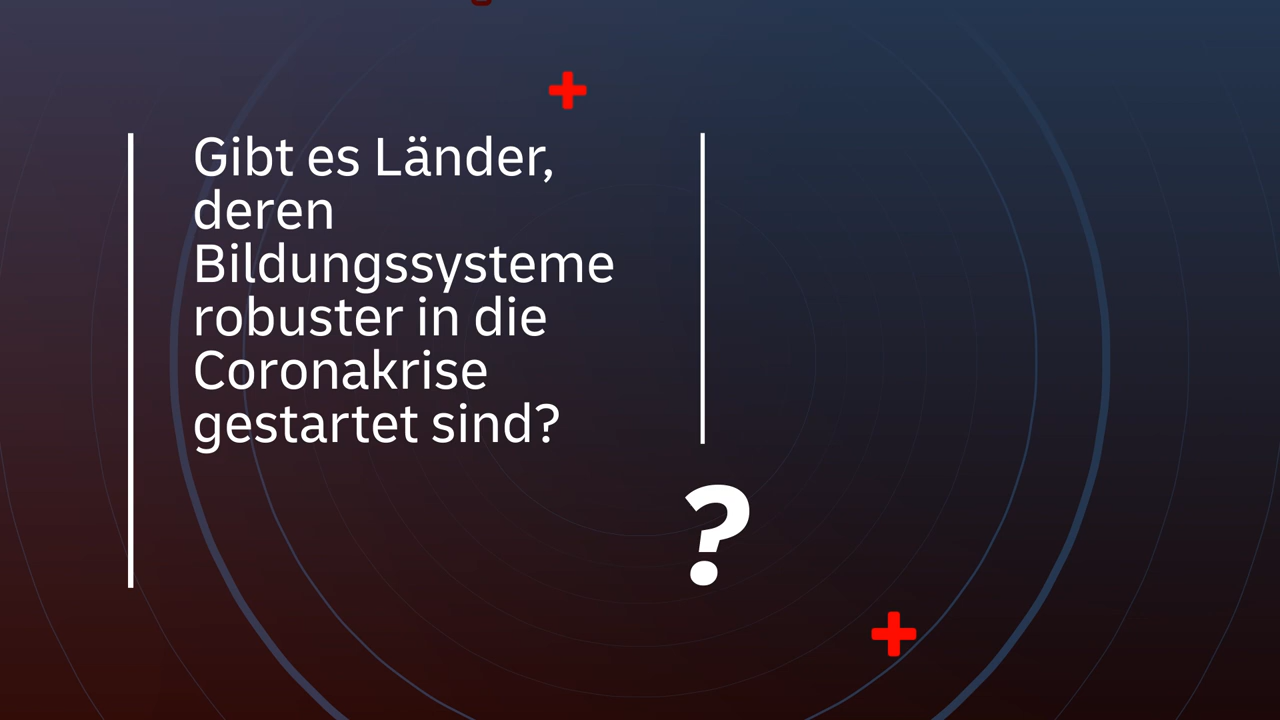 Gibt es Länder,
deren
Bildungssysteme
robuster in die
Coronakrise
gestartet sind?
?